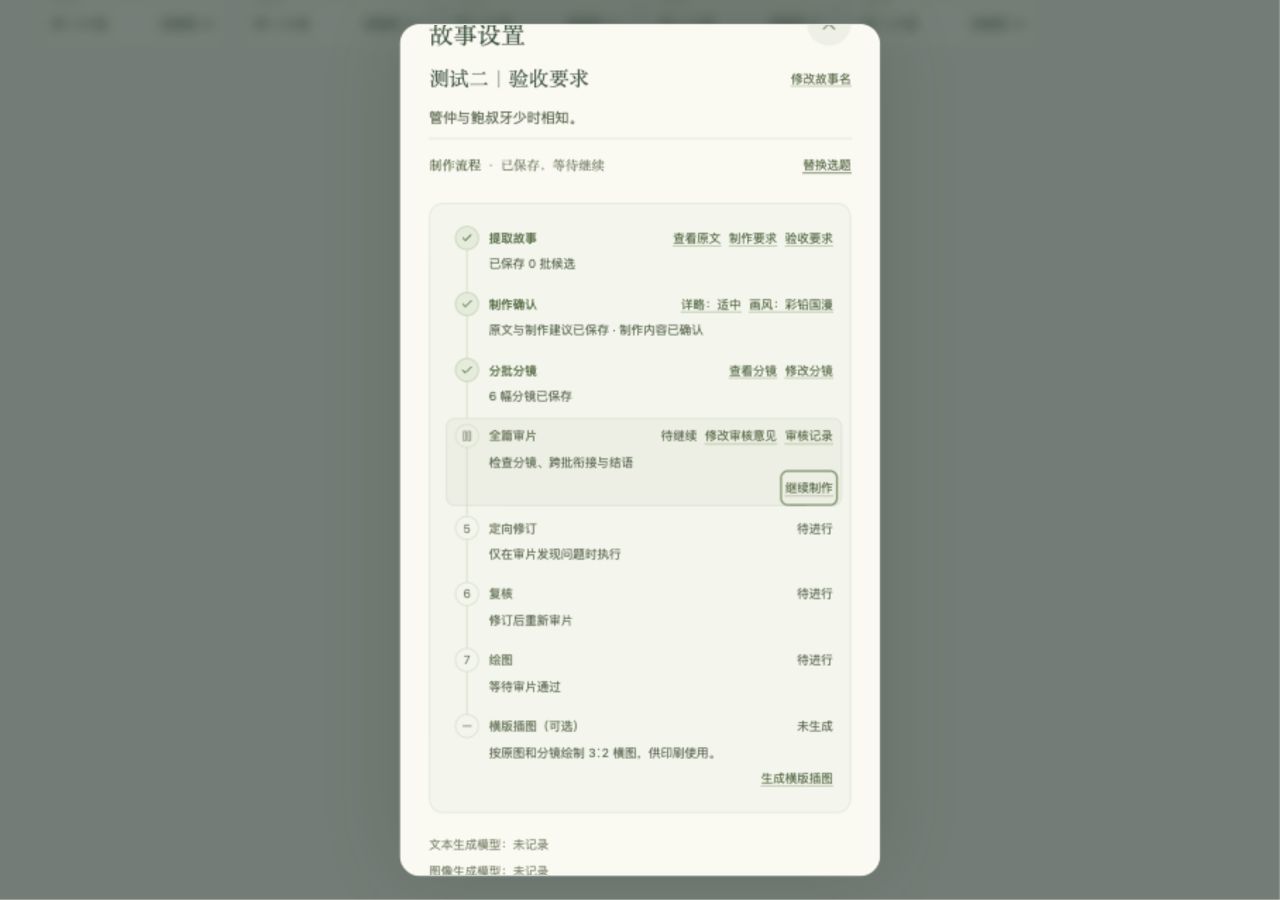 故事设置
测试二｜验收要求 修改故事名
管仲与鲍叔牙少时相知。
制作流程 · 已保存，等待继续 替换选题
提取故事 查看原文 制作要求 验收要求
已保存 0 批候选
制作确认 详略：适中 画风：彩铅国漫
原文与制作建议已保存 · 制作内容已确认
分批分镜 查看分镜 修改分镜
6 幅分镜已保存
全篇审片 待继续 修改审核意见 审核记录
检查分镜、跨批衔接与结语
继续制作
5 定向修订 待进行
仅在审片发现问题时执行
6 复核 待进行
修订后重新审片
7 绘图 待进行
等待审片通过
横版插图（可选） 未生成
按原图和分镜绘制 3:2 横图，供印刷使用。
生成横版插图
文本生成模型：未记录
图像生成模型：未记录